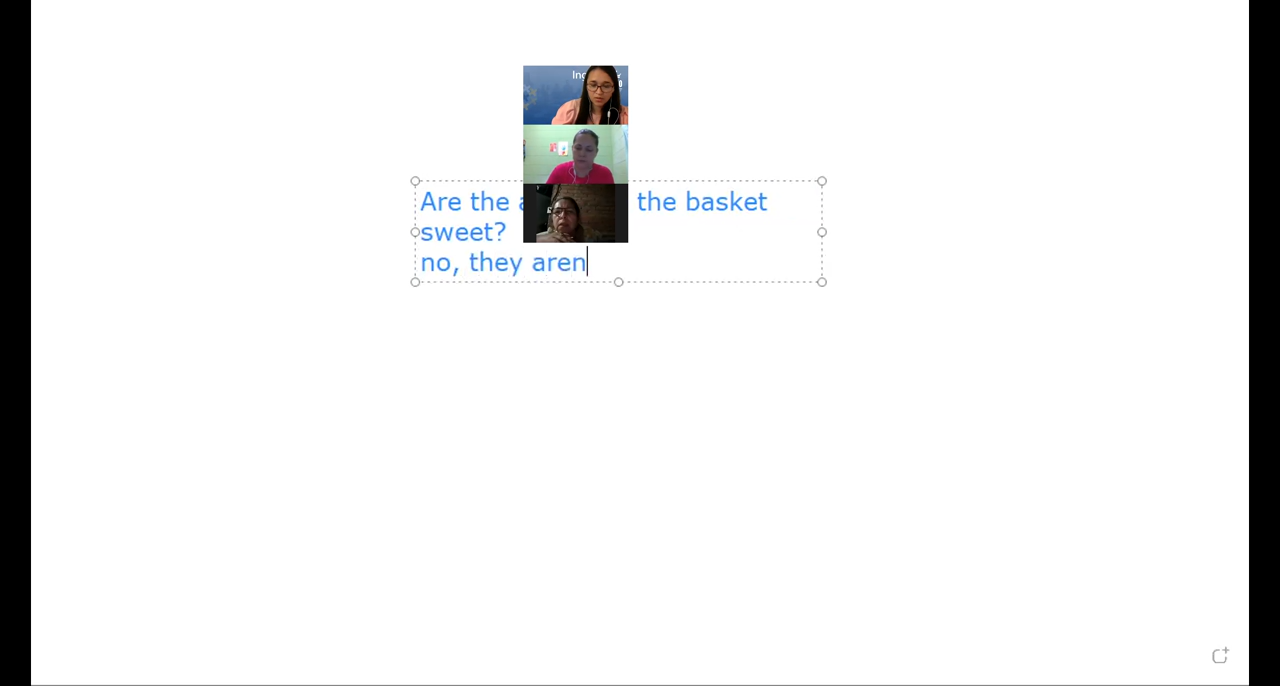 Are the the basket
sweet?
no, they aren